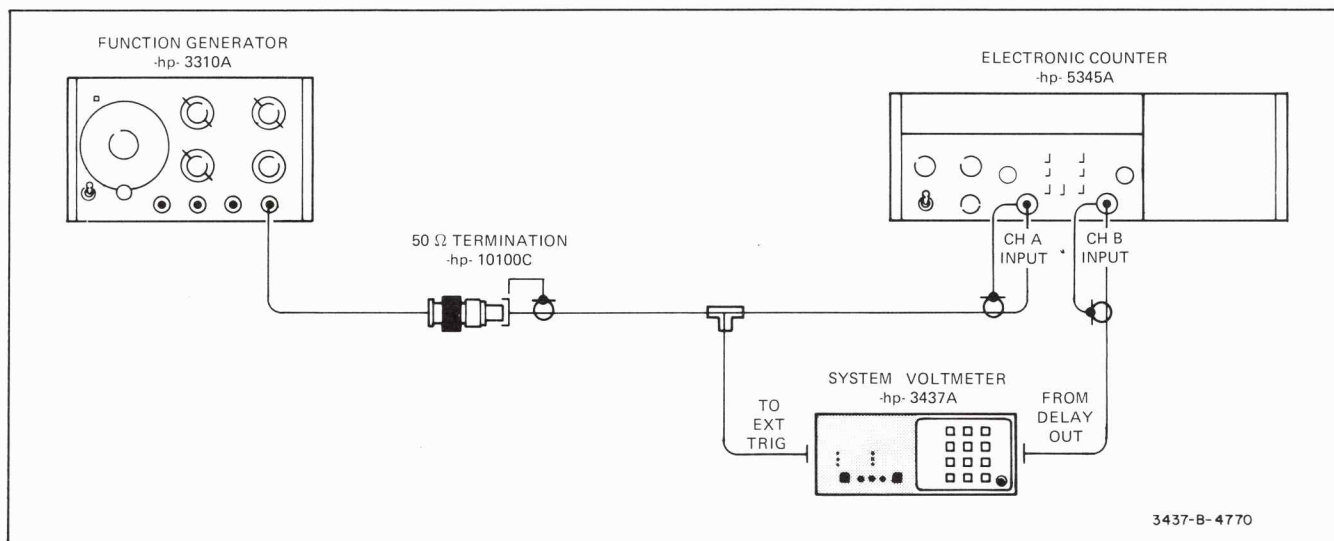 FUNCTION GENERATOR
-hp- 3310A
ELECTRONIC COUNTER
-hp- 5345A
50 Ω TERMINATION
-hp- 10100C
CH A
INPUT
CH B
INPUT
SYSTEM VOLTMETER
-hp- 3437A
TO
EXT
TRIG
FROM
DELAY
OUT
3437-B-4770